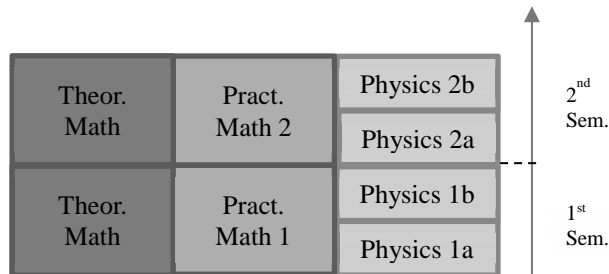 Theor.
Math
Pract.
Math 2
Physics 2b
Physics 2a
2nd
Sem.
Theor.
Math
Pract.
Math 1
Physics 1b
Physics 1a
1st
Sem.